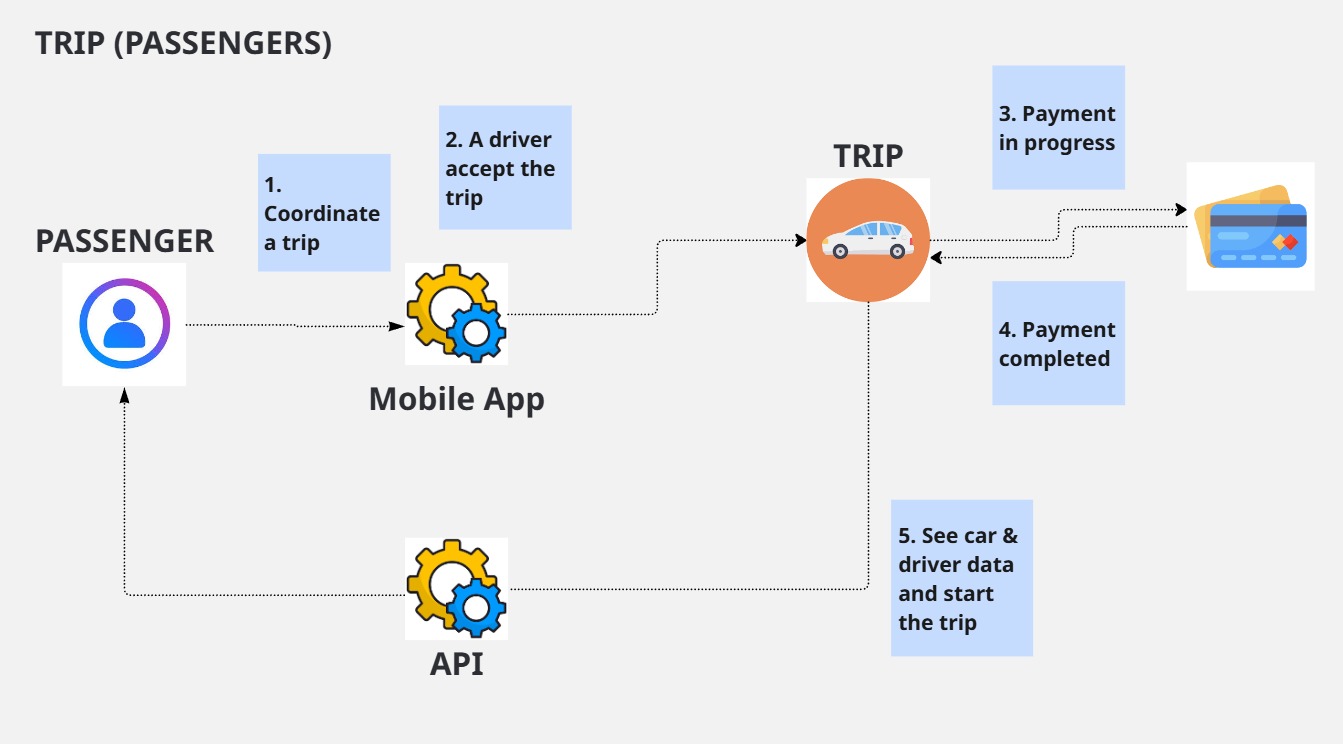 TRIP (PASSENGERS)
PASSENGER
1.
Coordinate
a trip
2. A driver
accept the
trip
Mobile App
TRIP
3. Payment
in progress
4. Payment
completed
5. See car &
driver data
and start
the trip
API